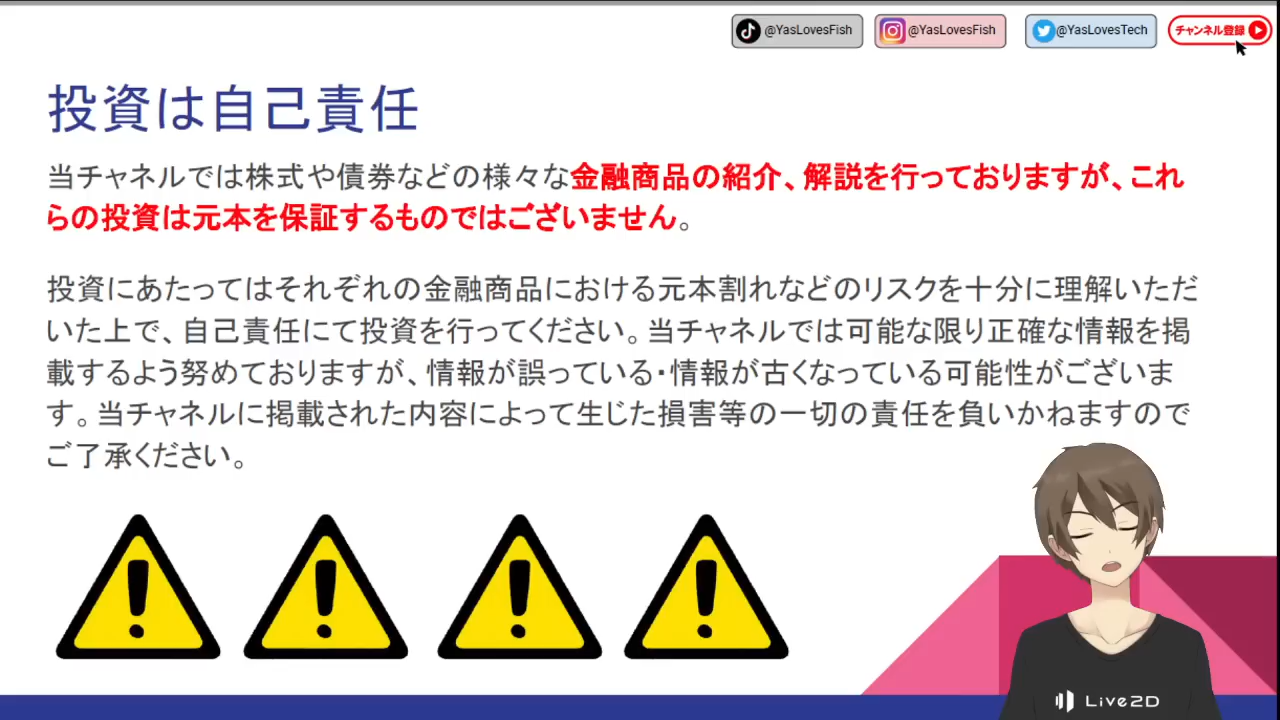 @YasLovesFish @YasLovesFish @YasLovesTech チャンネル登録
投資は自己責任
当チャネルでは株式や債券などの様々な金融商品の紹介、解説を行っておりますが、これ
らの投資は元本を保証するものではございません。
投資にあたってはそれぞれの金融商品における元本割れなどのリスクを十分に理解いただ
いた上で、自己責任にて投資を行ってください。当チャネルでは可能な限り正確な情報を掲
載するよう努めておりますが、情報が誤っている・情報が古くなっている可能性がございま
す。当チャネルに掲載された内容によって生じた損害等の一切の責任を負いかねますので
ご了承ください。
Live2D